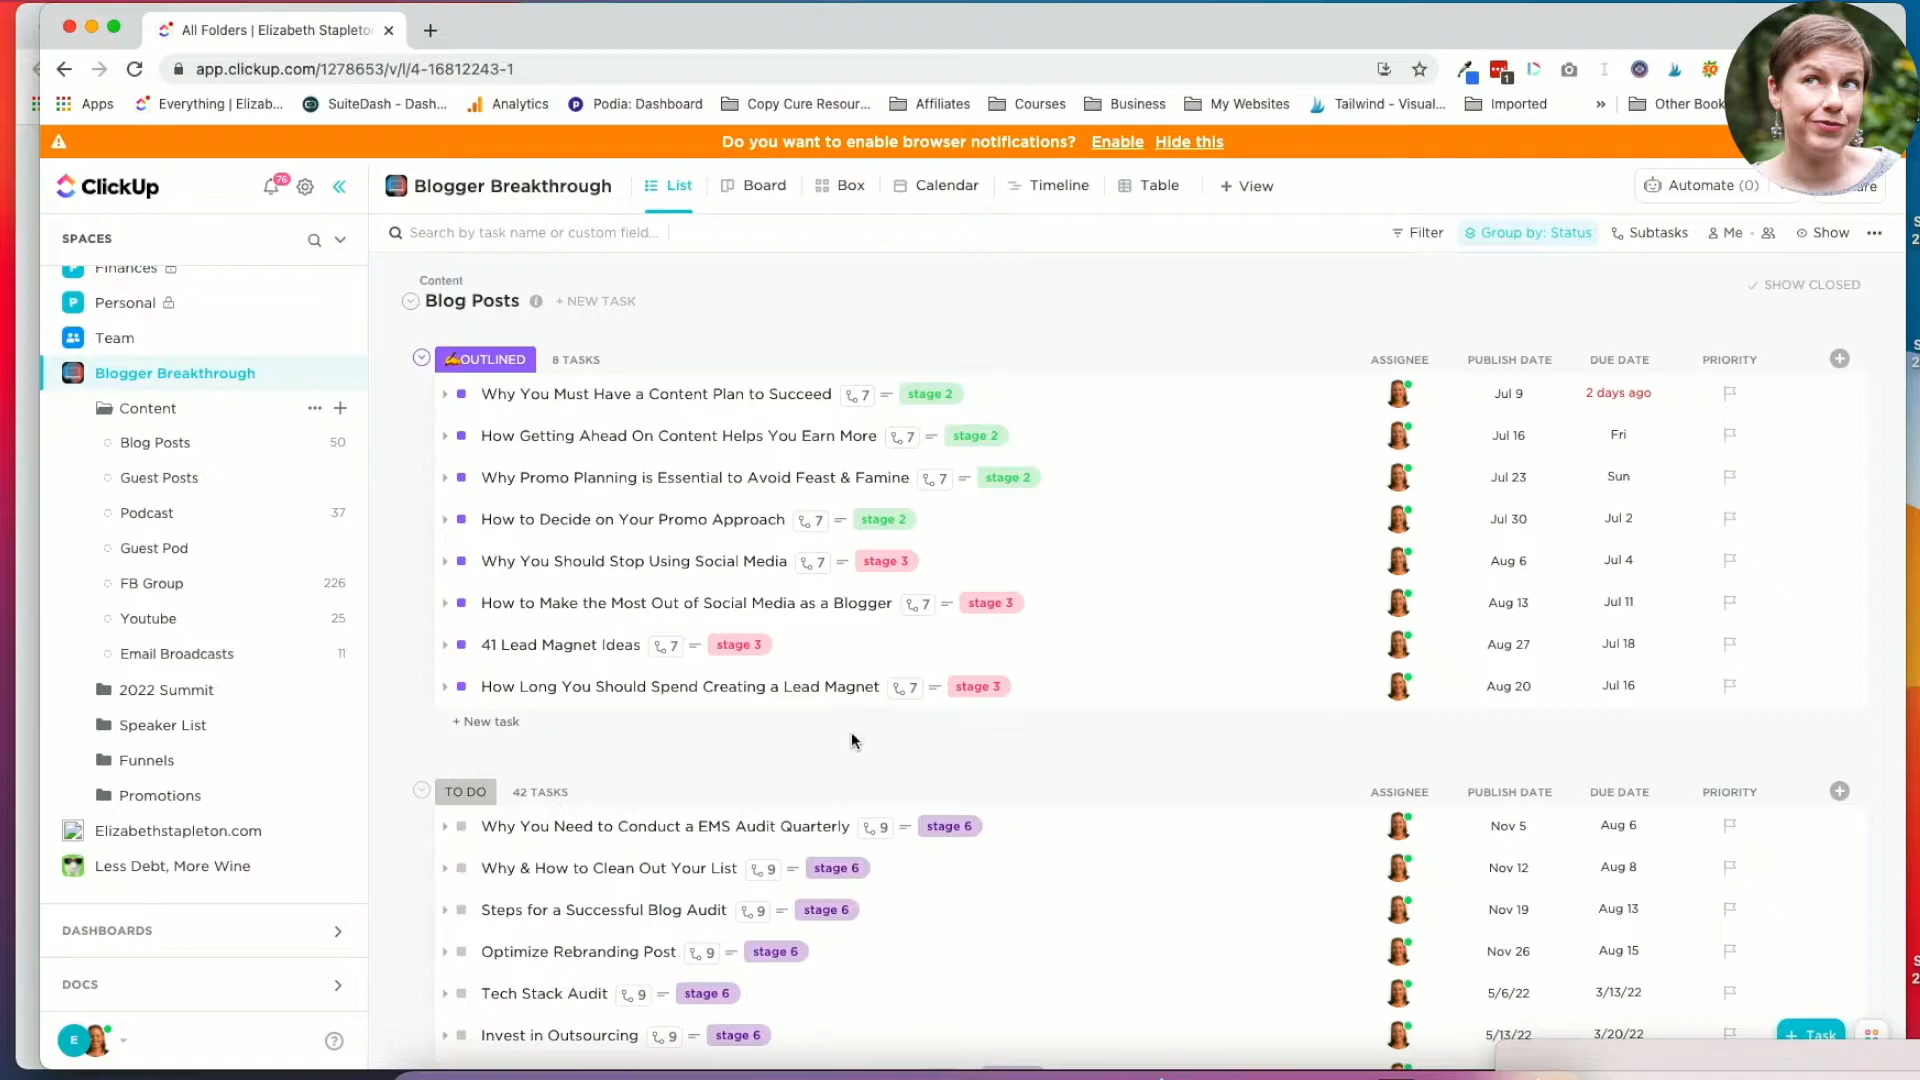 All Folders | Elizabeth Stapleto
app.clickup.com/1278653/v/l/4-16812243-1
1
Apps
Everything | Elizab...
SuiteDash - Dash...
Analytics
Podia: Dashboard
Copy Cure Resour...
Affiliates
Courses
Business
My Websites
Tailwind - Visual...
Imported
»
Other Book
Do you want to enable browser notifications? Enable Hide this
ClickUp
76
Blogger Breakthrough
List
Board
Box
Calendar
Timeline
Table
+ View
Automate (0)
SPACES
Search by task name or custom field...
Filter
Group by: Status
Subtasks
Me
Show
Finances
P Personal
Team
Blogger Breakthrough
Content
Blog Posts 50
Guest Posts
Podcast 37
Guest Pod
FB Group 226
Youtube 25
Email Broadcasts 11
2022 Summit
Speaker List
Funnels
Promotions
Elizabethstapleton.com
Less Debt, More Wine
DASHBOARDS
DOCS
E
Content
Blog Posts + NEW TASK
SHOW CLOSED
OUTLINED 8 TASKS ASSIGNEE PUBLISH DATE DUE DATE PRIORITY
Why You Must Have a Content Plan to Succeed 7 stage 2 Jul 9 2 days ago
How Getting Ahead On Content Helps You Earn More 7 stage 2 Jul 16 Fri
Why Promo Planning is Essential to Avoid Feast & Famine 7 stage 2 Jul 23 Sun
How to Decide on Your Promo Approach 7 stage 2 Jul 30 Jul 2
Why You Should Stop Using Social Media 7 stage 3 Aug 6 Jul 4
How to Make the Most Out of Social Media as a Blogger 7 stage 3 Aug 13 Jul 11
41 Lead Magnet Ideas 7 stage 3 Aug 27 Jul 18
How Long You Should Spend Creating a Lead Magnet 7 stage 3 Aug 20 Jul 16
+ New task
TO DO 42 TASKS ASSIGNEE PUBLISH DATE DUE DATE PRIORITY
Why You Need to Conduct a EMS Audit Quarterly 9 stage 6 Nov 5 Aug 6
Why & How to Clean Out Your List 9 stage 6 Nov 12 Aug 8
Steps for a Successful Blog Audit 9 stage 6 Nov 19 Aug 13
Optimize Rebranding Post 9 stage 6 Nov 26 Aug 15
Tech Stack Audit 9 stage 6 5/6/22 3/13/22
Invest in Outsourcing 9 stage 6 5/13/22 3/20/22
+ Task